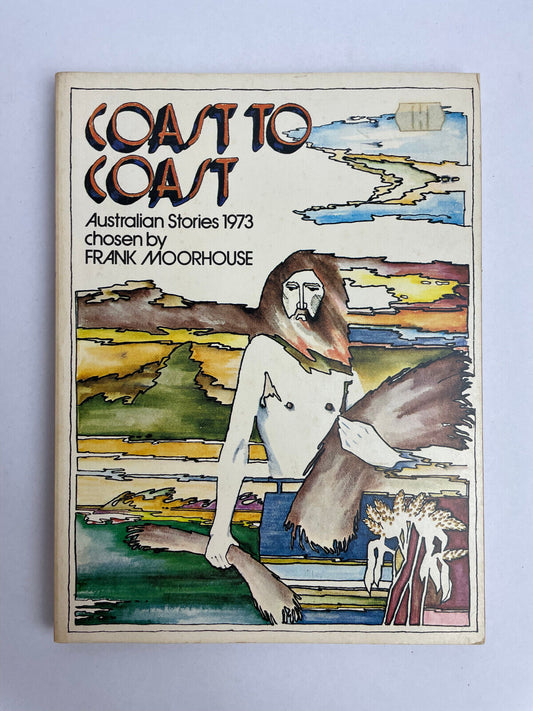 COAST TO
COAST
Australian Stories 1973
chosen by
FRANK MOORHOUSE